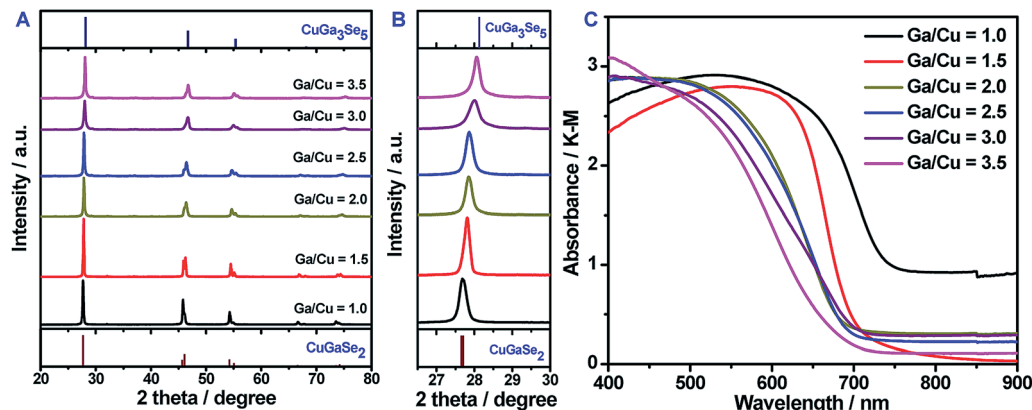 A
CuGa3Se5
Ga/Cu = 3.5
Ga/Cu = 3.0
Ga/Cu = 2.5
Ga/Cu = 2.0
Ga/Cu = 1.5
Ga/Cu = 1.0
CuGaSe2
Intensity / a.u.
20 30 40 50 60 70 80
2 theta / degree
B
CuGa3Se5
CuGaSe2
Intensity / a.u.
27 28 29 30
2 theta / degree
C
Ga/Cu = 1.0
Ga/Cu = 1.5
Ga/Cu = 2.0
Ga/Cu = 2.5
Ga/Cu = 3.0
Ga/Cu = 3.5
3
2
1
0
Absorbance / K-M
400 500 600 700 800 900
Wavelength / nm